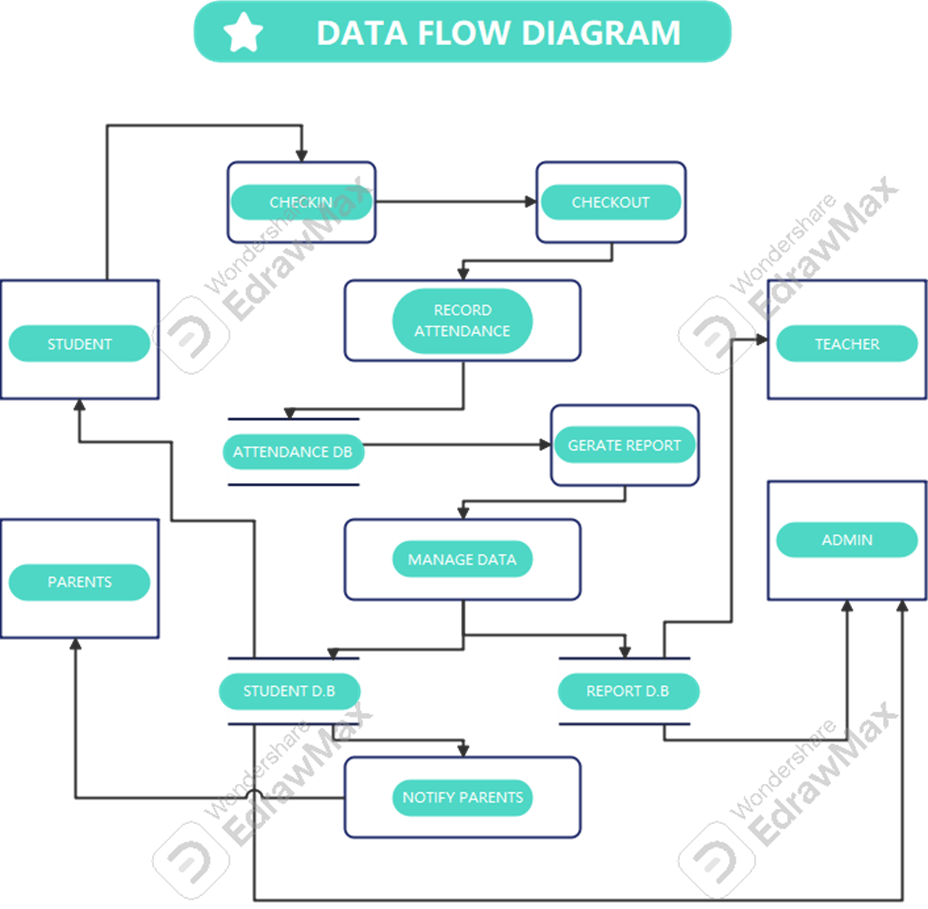 DATA FLOW DIAGRAM
CHECKIN
CHECKOUT
RECORD
ATTENDANCE
STUDENT
TEACHER
ATTENDANCE DB
GERATE REPORT
MANAGE DATA
ADMIN
PARENTS
STUDENT D.B
REPORT D.B
NOTIFY PARENTS
Wondershare
EdrawMax
Wondershare
EdrawMax
Wondershare
EdrawMax
Wondershare
EdrawMax